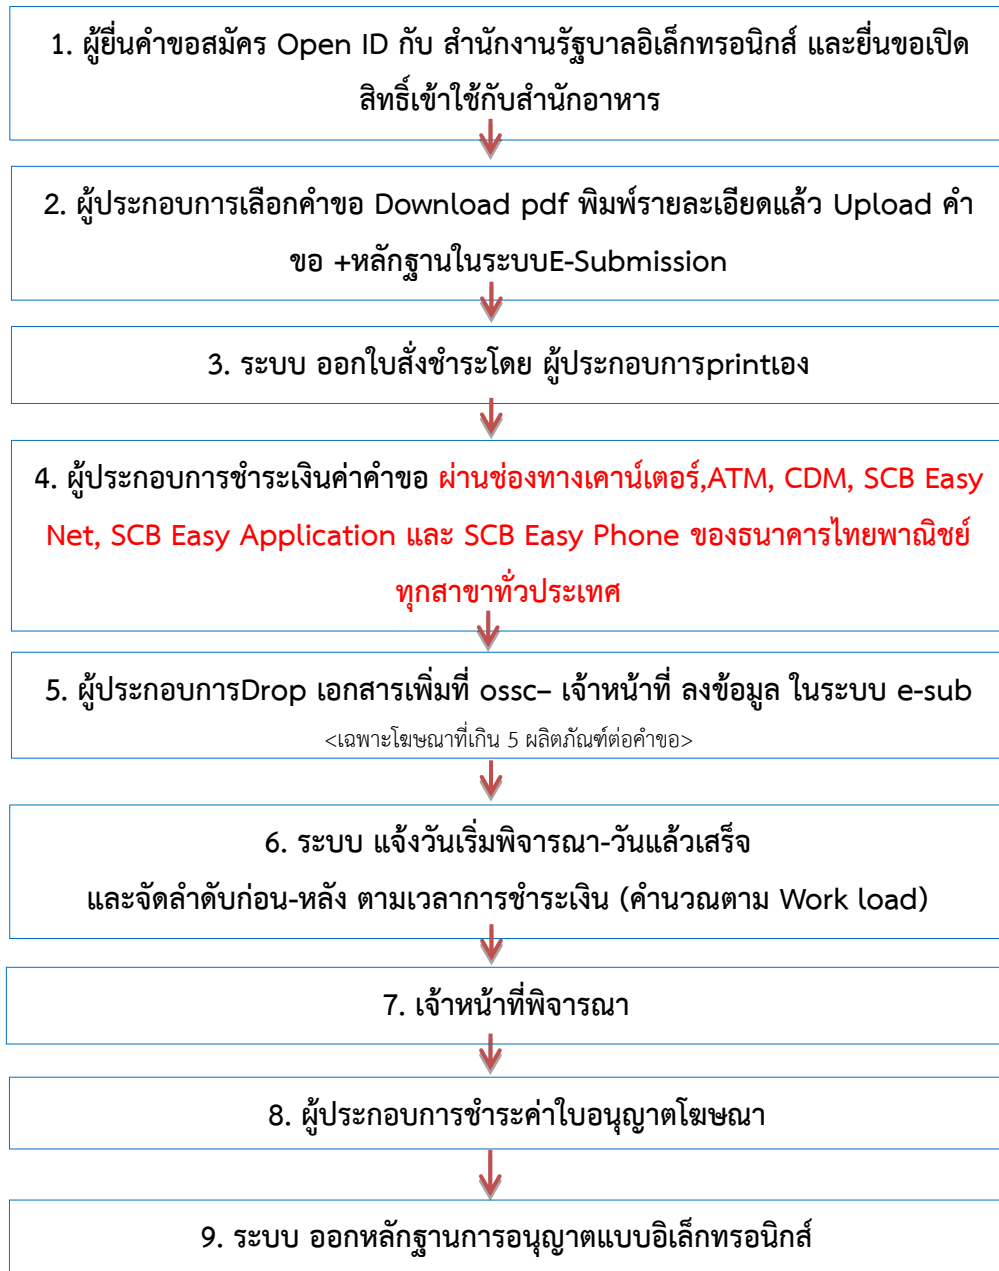 1. ผู้ยื่นคำขอสมัคร Open ID กับ สำนักงานรัฐบาลอิเล็กทรอนิกส์ และยื่นขอเปิด
สิทธิ์เข้าใช้กับสำนักอาหาร
2. ผู้ประกอบการเลือกคำขอ Download pdf พิมพ์รายละเอียดแล้ว Upload คำ
ขอ +หลักฐานในระบบE-Submission
3. ระบบ ออกใบสั่งชำระโดย ผู้ประกอบการprintเอง
4. ผู้ประกอบการชำระเงินค่าคำขอ ผ่านช่องทางเคาน์เตอร์,ATM, CDM, SCB Easy
Net, SCB Easy Application และ SCB Easy Phone ของธนาคารไทยพาณิชย์
ทุกสาขาทั่วประเทศ
5. ผู้ประกอบการDrop เอกสารเพิ่มที่ ossc– เจ้าหน้าที่ ลงข้อมูล ในระบบ e-sub
<เฉพาะโฆษณาที่เกิน 5 ผลิตภัณฑ์ต่อคำขอ>
6. ระบบ แจ้งวันเริ่มพิจารณา-วันแล้วเสร็จ
และจัดลำดับก่อน-หลัง ตามเวลาการชำระเงิน (คำนวณตาม Work load)
7. เจ้าหน้าที่พิจารณา
8. ผู้ประกอบการชำระค่าใบอนุญาตโฆษณา
9. ระบบ ออกหลักฐานการอนุญาตแบบอิเล็กทรอนิกส์